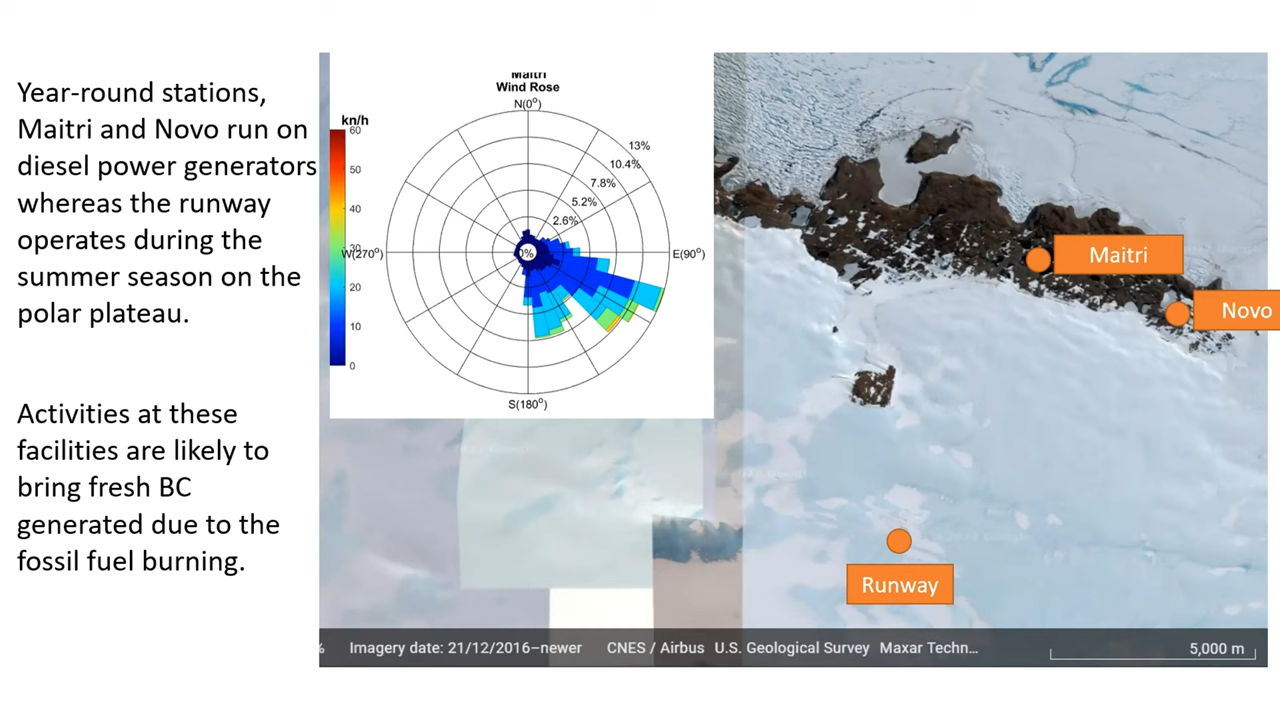 Year-round stations,
Maitri and Novo run on
diesel power generators
whereas the runway
operates during the
summer season on the
polar plateau.
Activities at these
facilities are likely to
bring fresh BC
generated due to the
fossil fuel burning.
Maitri
Wind Rose
N(0°)
kn/h
60
50
40
30
20
10
0
13%
10.4%
7.8%
5.2%
2.6%
0%
W(270°)
E(90°)
S(180°)
Maitri
Novo
Runway
% Imagery date: 21/12/2016–newer CNES / Airbus U.S. Geological Survey Maxar Techn... 5,000 m